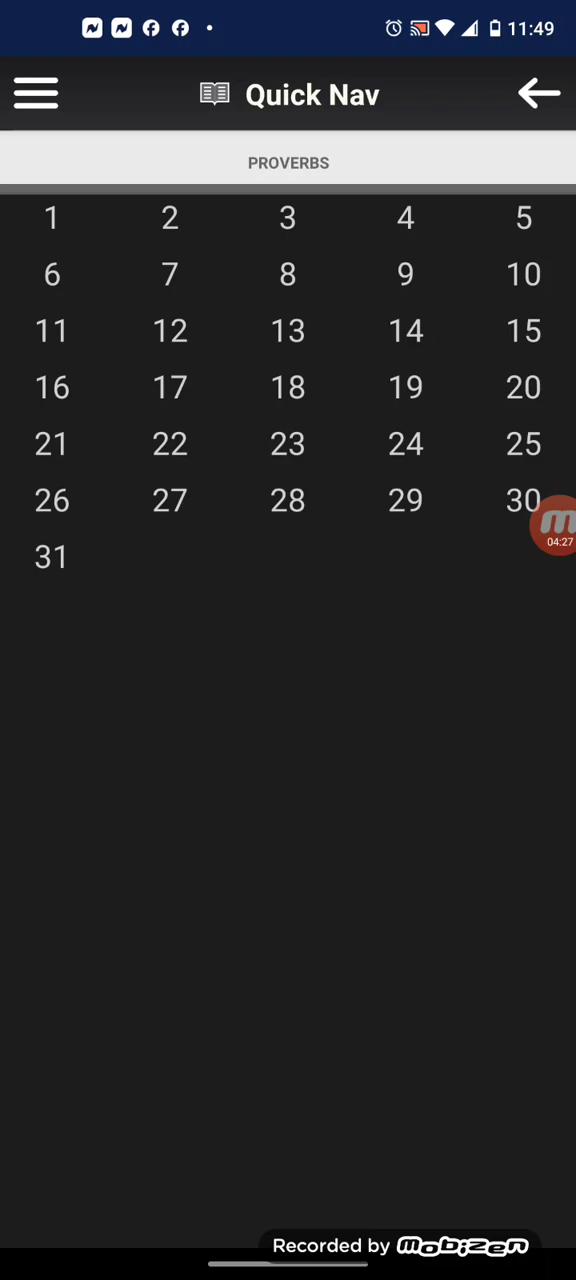 11:49
Quick Nav
PROVERBS
1 2 3 4 5
6 7 8 9 10
11 12 13 14 15
16 17 18 19 20
21 22 23 24 25
26 27 28 29 30
31
04:27
Recorded by mobizen